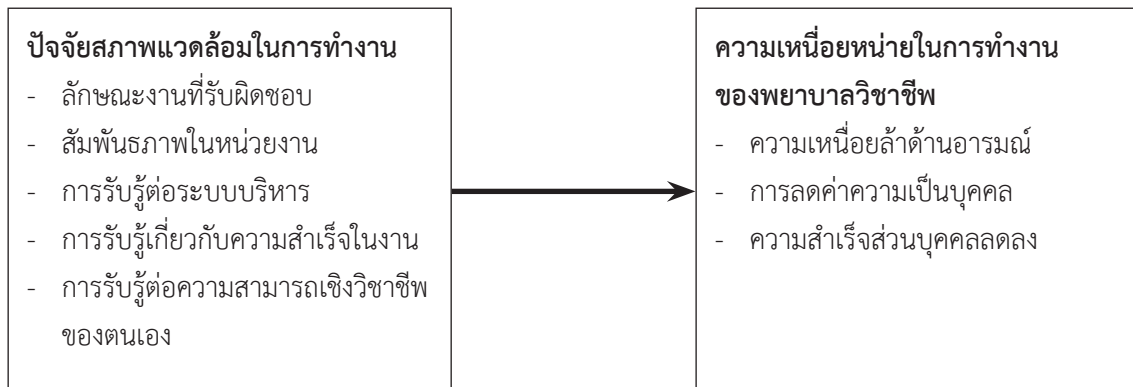 ปัจจัยสภาพแวดล้อมในการทำงาน
- ลักษณะงานที่รับผิดชอบ
- สัมพันธภาพในหน่วยงาน
- การรับรู้ต่อระบบบริหาร
- การรับรู้เกี่ยวกับความสำเร็จในงาน
- การรับรู้ต่อความสามารถเชิงวิชาชีพ
ของตนเอง
ความเหนื่อยหน่ายในการทำงาน
ของพยาบาลวิชาชีพ
- ความเหนื่อยล้าด้านอารมณ์
- การลดค่าความเป็นบุคคล
- ความสำเร็จส่วนบุคคลลดลง